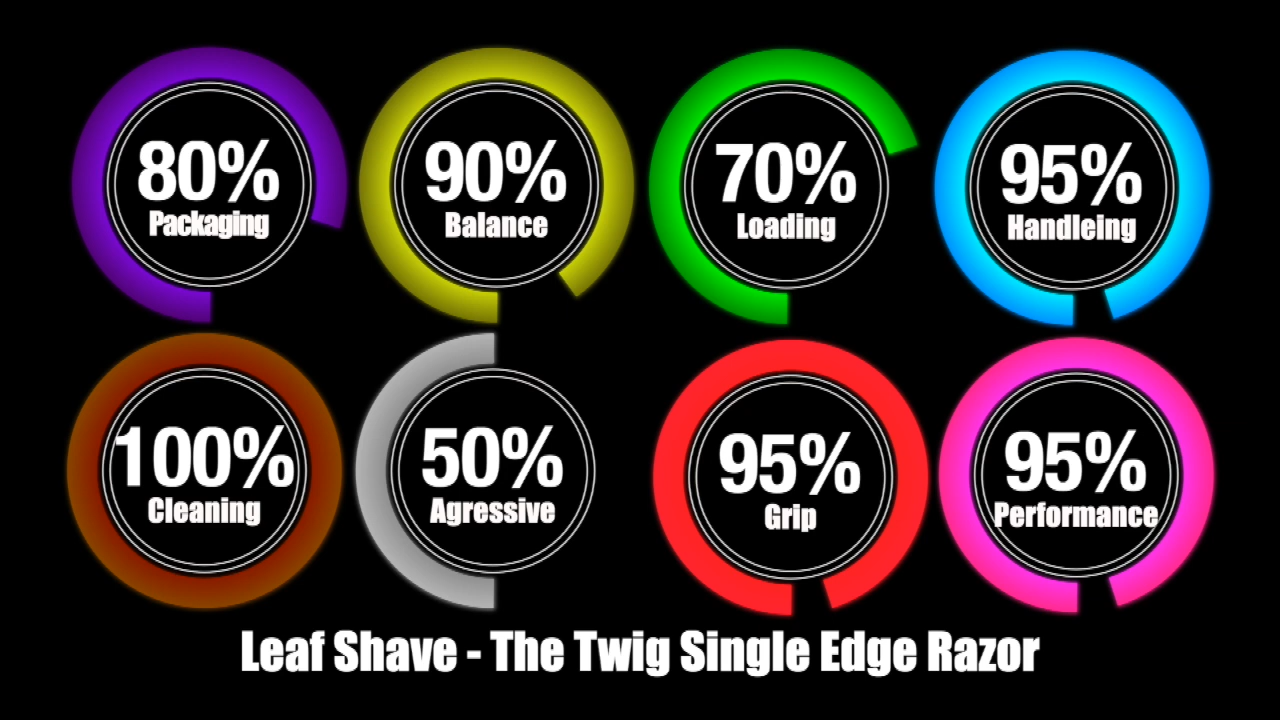 80%
Packaging
90%
Balance
70%
Loading
95%
Handleing
100%
Cleaning
50%
Agressive
95%
Grip
95%
Performance
Leaf Shave - The Twig Single Edge Razor